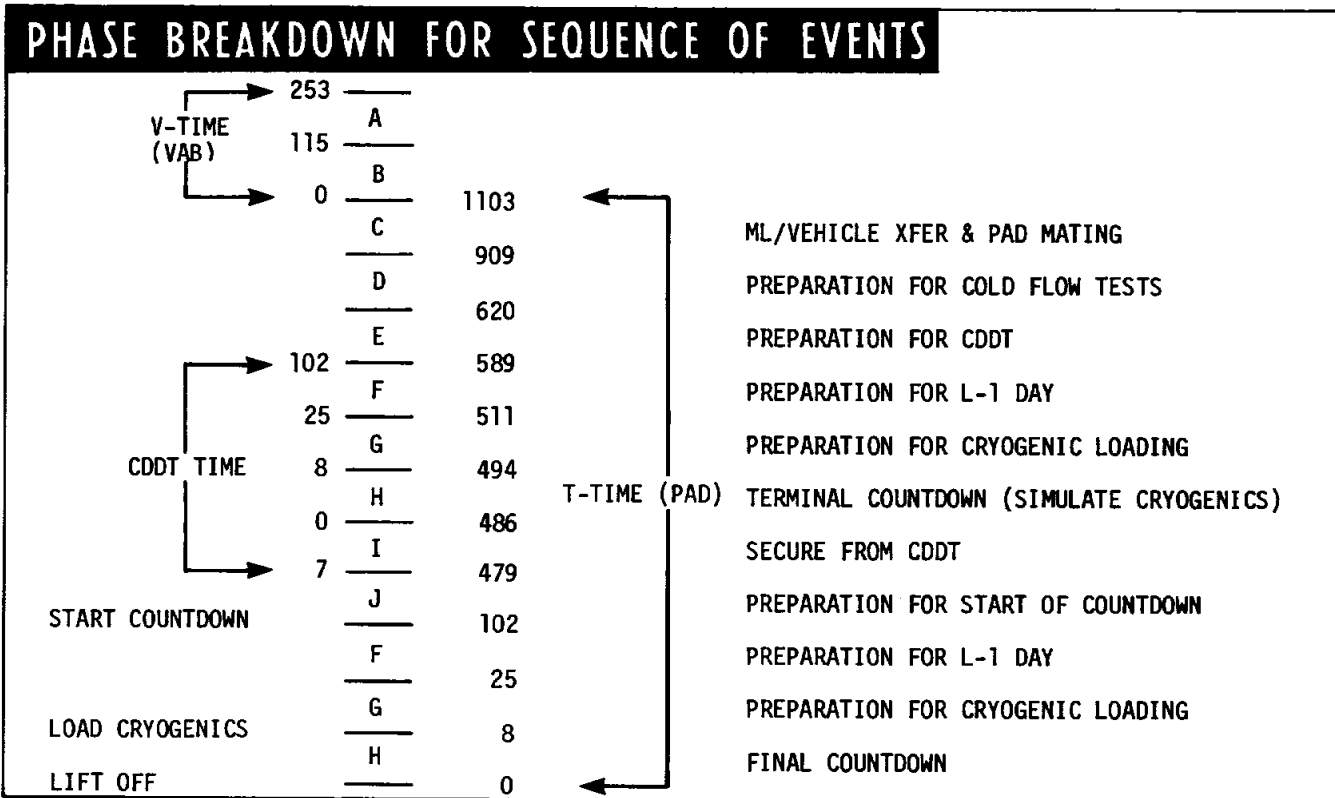 PHASE BREAKDOWN FOR SEQUENCE OF EVENTS
253
A
V-TIME
(VAB)
115
B
0 1103
C ML/VEHICLE XFER & PAD MATING
909
D PREPARATION FOR COLD FLOW TESTS
620
E PREPARATION FOR CDDT
102 589
F PREPARATION FOR L-1 DAY
25 511
G PREPARATION FOR CRYOGENIC LOADING
CDDT TIME 8 494
H T-TIME (PAD) TERMINAL COUNTDOWN (SIMULATE CRYOGENICS)
0 486
I SECURE FROM CDDT
7 479
J PREPARATION FOR START OF COUNTDOWN
START COUNTDOWN 102
F PREPARATION FOR L-1 DAY
25
G PREPARATION FOR CRYOGENIC LOADING
LOAD CRYOGENICS 8
H FINAL COUNTDOWN
LIFT OFF 0